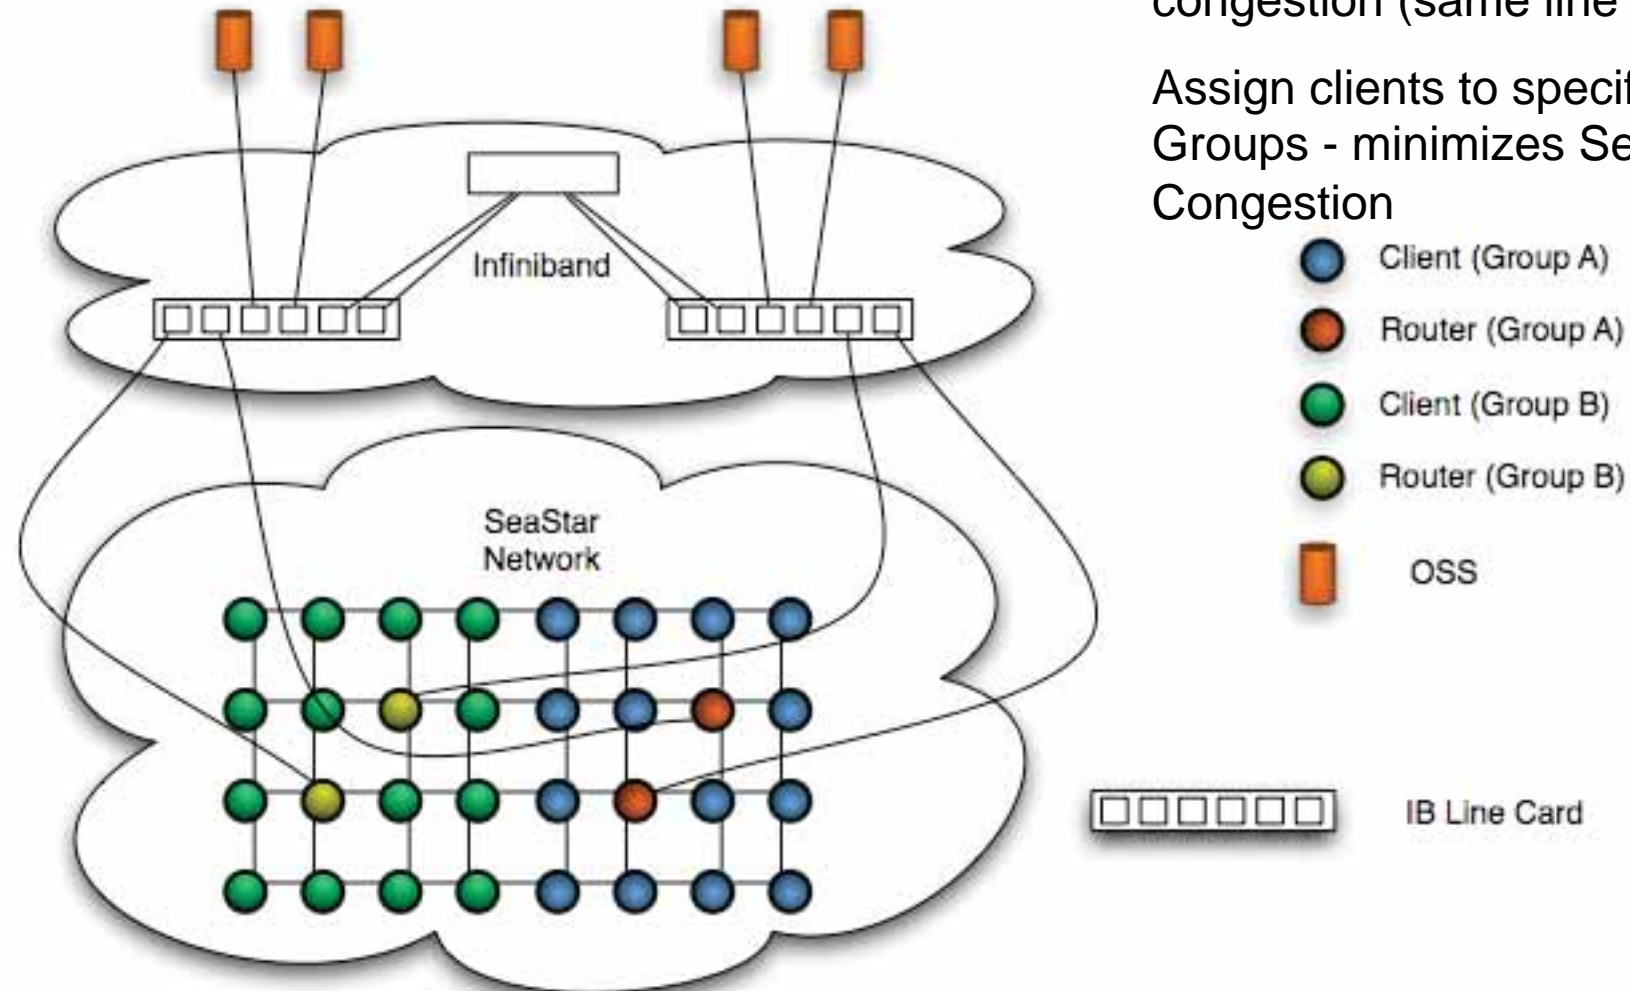 congestion (same line
Assign clients to specif
Groups - minimizes Se
Congestion
Client (Group A)
Router (Group A)
Client (Group B)
Router (Group B)
OSS
IB Line Card
Infiniband
SeaStar
Network